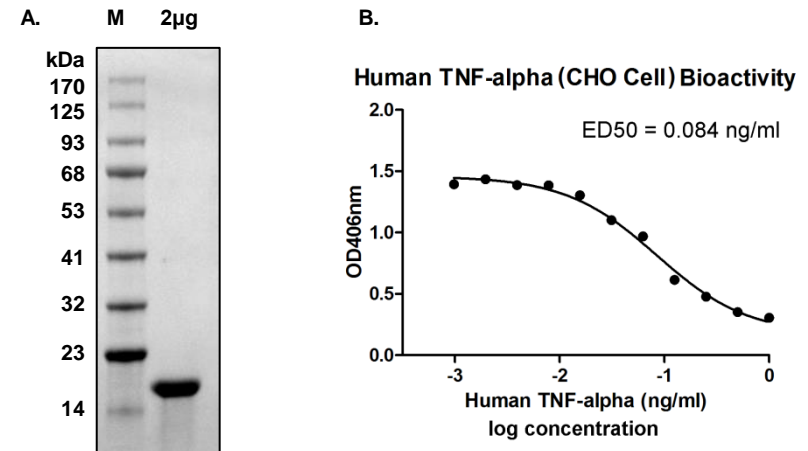 A.
M 2µg
kDa
170
125
93
68
53
41
32
23
14
B.
Human TNF-alpha (CHO Cell) Bioactivity
ED50 = 0.084 ng/ml
OD406nm
2.0
1.5
1.0
0.5
0.0
-3 -2 -1 0
Human TNF-alpha (ng/ml)
log concentration